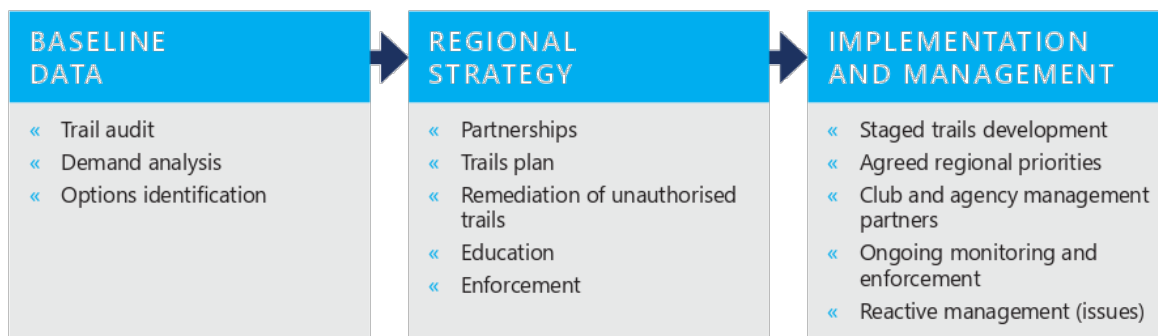 BASELINE
DATA
« Trail audit
« Demand analysis
« Options identification
REGIONAL
STRATEGY
« Partnerships
« Trails plan
« Remediation of unauthorised
trails
« Education
« Enforcement
IMPLEMENTATION
AND MANAGEMENT
« Staged trails development
« Agreed regional priorities
« Club and agency management
partners
« Ongoing monitoring and
enforcement
« Reactive management (issues)